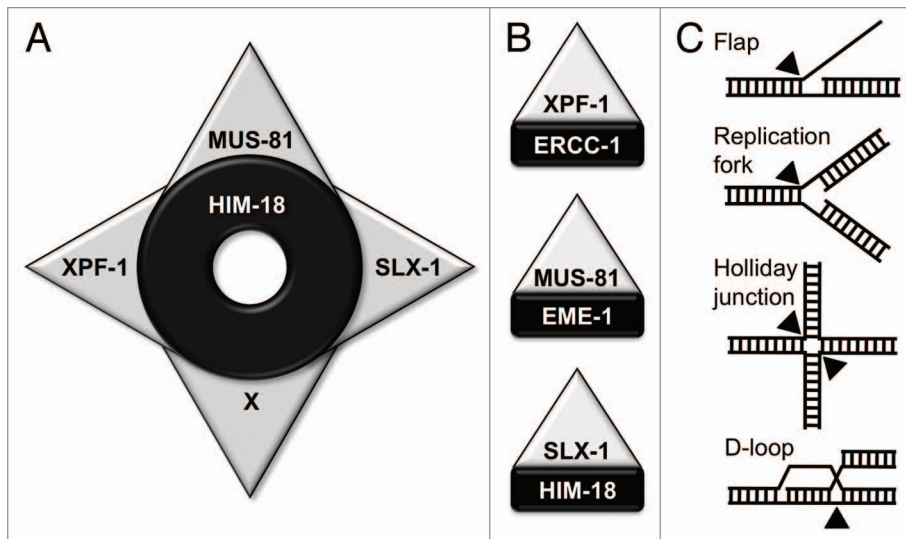 A
MUS-81
HIM-18
XPF-1
SLX-1
X
B
XPF-1
ERCC-1
MUS-81
EME-1
SLX-1
HIM-18
C
Flap
Replication
fork
Holliday
junction
D-loop